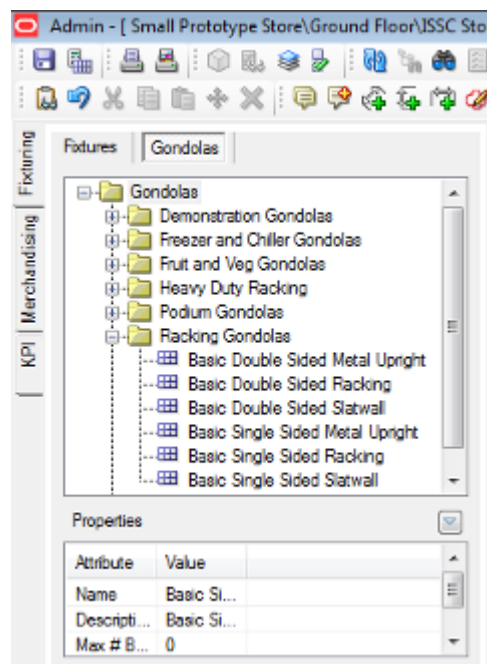 Admin - [ Small Prototype Store\Ground Floor\ISSC Sto
Fixturing
Merchandising
KPI
Fixtures Gondolas
Gondolas
Demonstration Gondolas
Freezer and Chiller Gondolas
Fruit and Veg Gondolas
Heavy Duty Racking
Podium Gondolas
Racking Gondolas
Basic Double Sided Metal Upright
Basic Double Sided Racking
Basic Double Sided Slatwall
Basic Single Sided Metal Upright
Basic Single Sided Racking
Basic Single Sided Slatwall
Properties
Attribute Value
Name Basic Si...
Descripti... Basic Si...
Max # B... 0